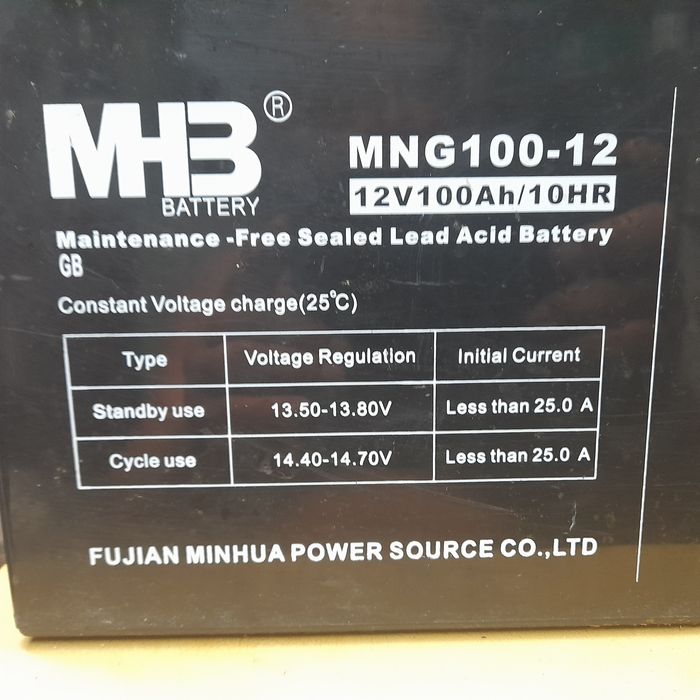 MHB®
BATTERY
MNG100-12
12V100Ah/10HR
Maintenance -Free Sealed Lead Acid Battery
GB
Constant Voltage charge(25℃)
Type Voltage Regulation Initial Current
Standby use 13.50-13.80V Less than 25.0 A
Cycle use 14.40-14.70V Less than 25.0 A
FUJIAN MINHUA POWER SOURCE CO.,LTD